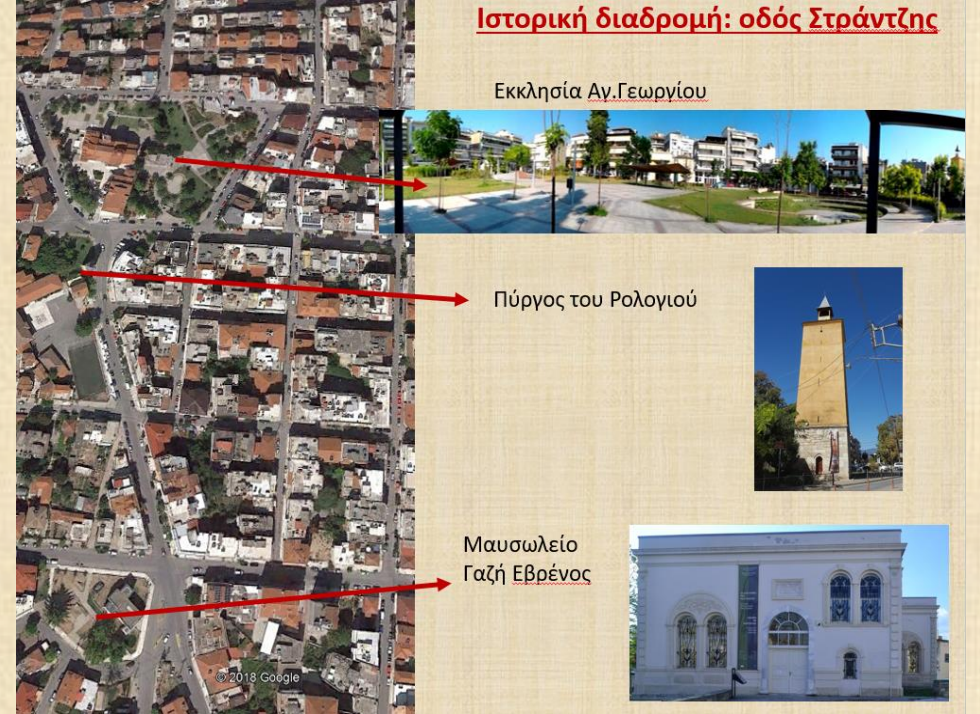 Ιστορική διαδρομή: οδός Στράντζης
Εκκλησία Αγ.Γεωργίου
Πύργος του Ρολογιού
Μαυσωλείο
Γαζή Εβρένος
© 2018 Google